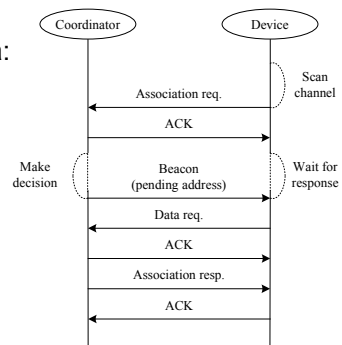 Coordinator
Device
:
Scan
channel
Association req.
ACK
Make
decision
Beacon
(pending address)
Wait for
response
Data req.
ACK
Association resp.
ACK